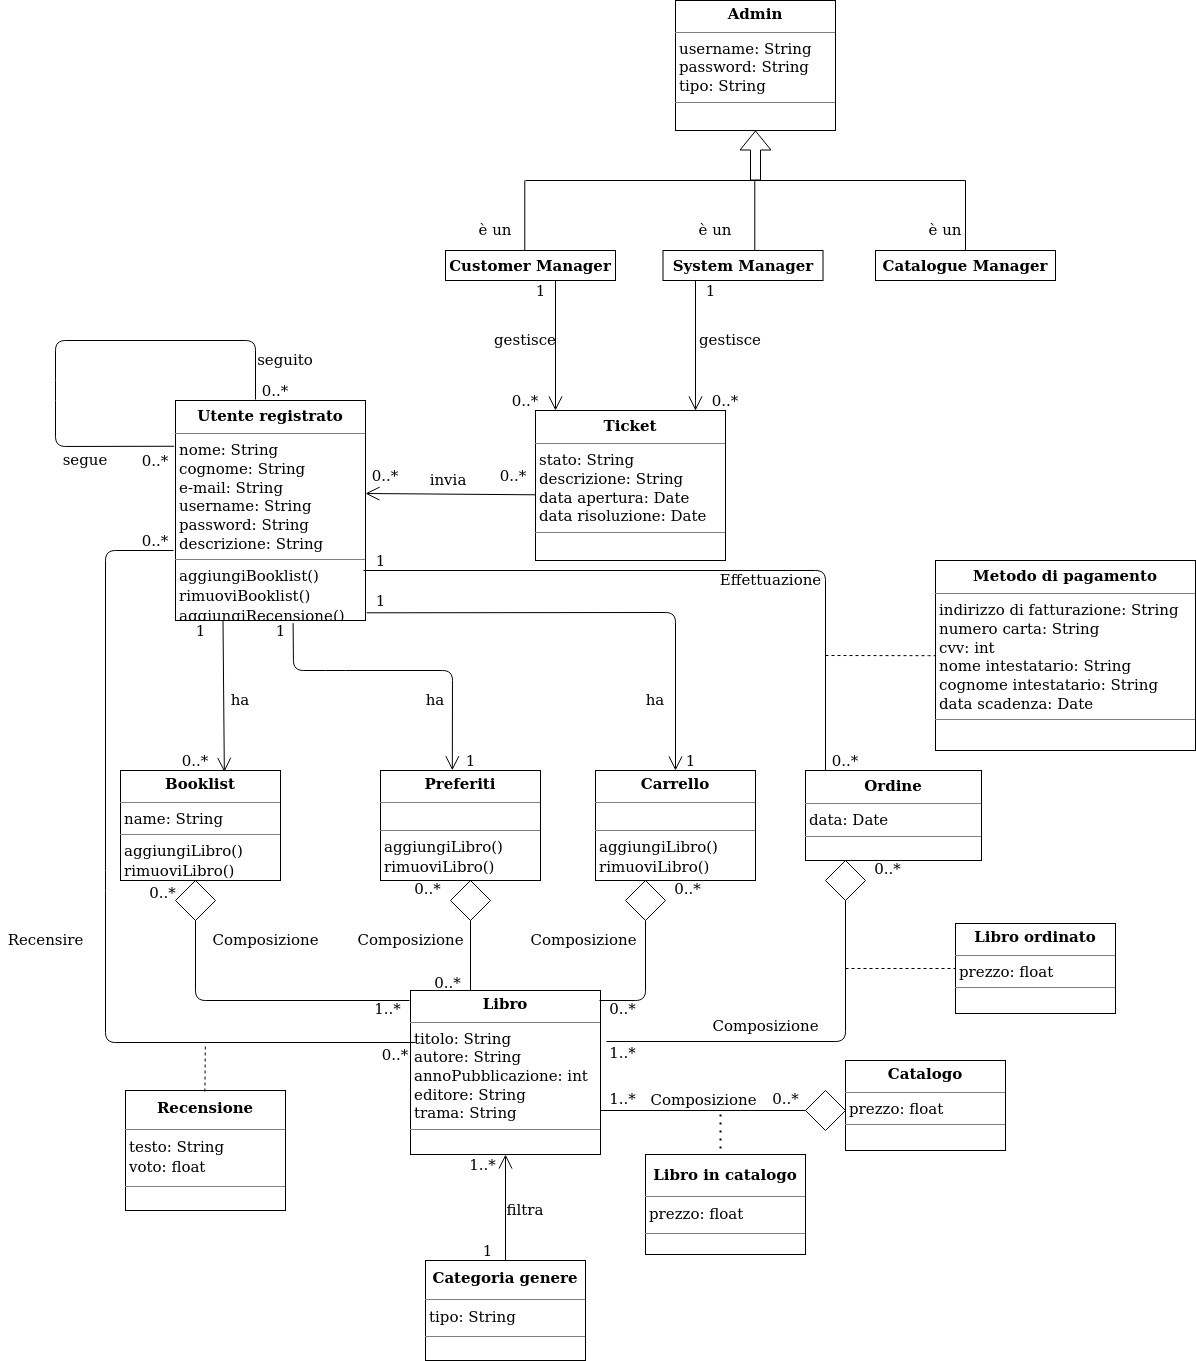 Admin
username: String
password: String
tipo: String
è un
è un
è un
Customer Manager
System Manager
Catalogue Manager
1
1
gestisce
gestisce
0..*
0..*
seguito
0..*
segue
0..*
Utente registrato
nome: String
cognome: String
e-mail: String
username: String
password: String
descrizione: String
aggiungiBooklist()
rimuoviBooklist()
aggiungiRecensione()
0..*
invia
0..*
Ticket
stato: String
descrizione: String
data apertura: Date
data risoluzione: Date
0..*
1
Effettuazione
1
Metodo di pagamento
indirizzo di fatturazione: String
numero carta: String
cvv: int
nome intestatario: String
cognome intestatario: String
data scadenza: Date
1
1
ha
ha
ha
0..*
1
1
0..*
Booklist
name: String
aggiungiLibro()
rimuoviLibro()
Preferiti
aggiungiLibro()
rimuoviLibro()
Carrello
aggiungiLibro()
rimuoviLibro()
Ordine
data: Date
0..*
0..*
0..*
0..*
Recensire
Composizione
Composizione
Composizione
Libro ordinato
prezzo: float
0..*
1..*
0..*
Composizione
0..*
1..*
Libro
titolo: String
autore: String
annoPubblicazione: int
editore: String
trama: String
1..*
Composizione
0..*
Catalogo
prezzo: float
Recensione
testo: String
voto: float
Libro in catalogo
prezzo: float
1..*
filtra
1
Categoria genere
tipo: String